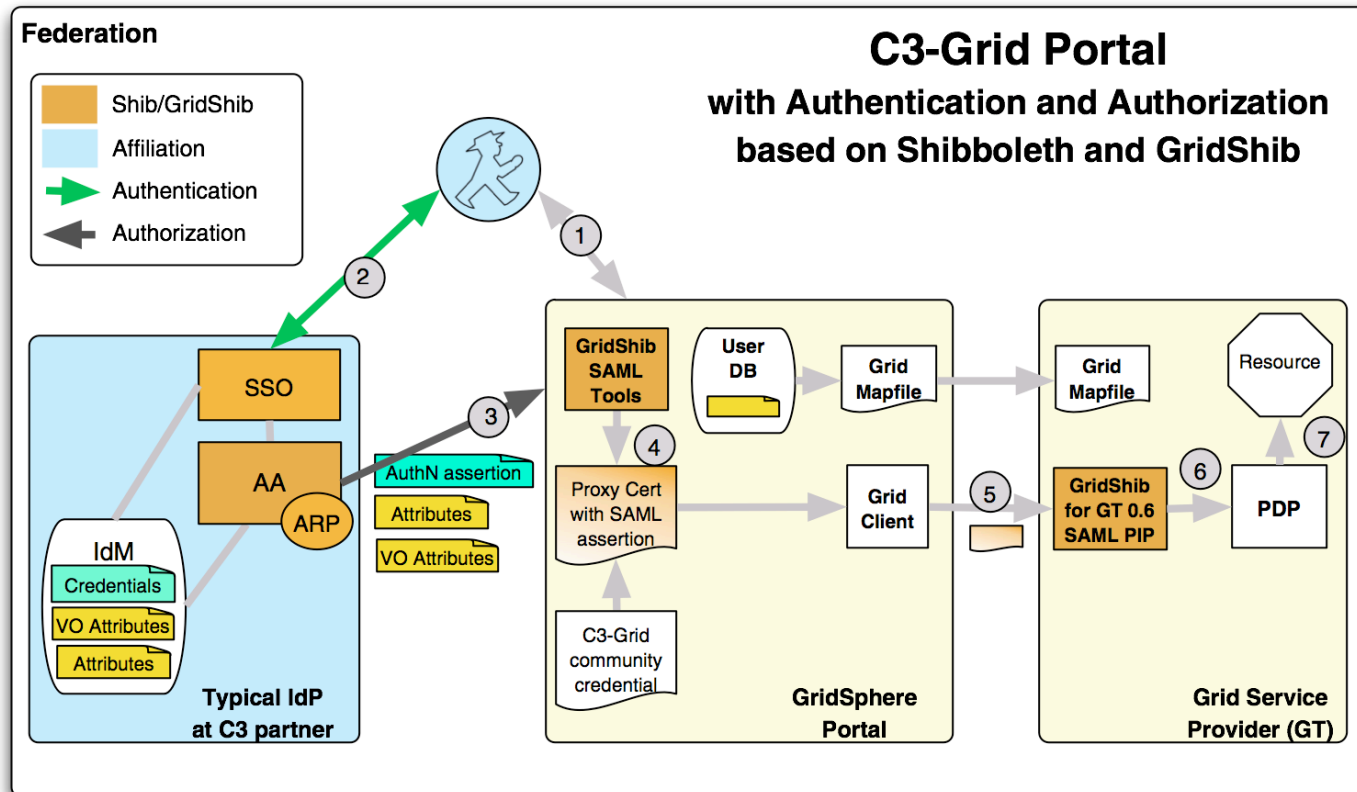 Federation
C3-Grid Portal
with Authentication and Authorization
based on Shibboleth and GridShib
Shib/GridShib
Affiliation
Authentication
Authorization
1
2
SSO
AA
ARP
IdM
Credentials
VO Attributes
Attributes
Typical IdP
at C3 partner
3
AuthN assertion
Attributes
VO Attributes
GridShib
SAML
Tools
User
DB
Grid
Mapfile
4
Proxy Cert
with SAML
assertion
Grid
Client
C3-Grid
community
credential
GridSphere
Portal
5
Grid
Mapfile
Resource
GridShib
for GT 0.6
SAML PIP
6
PDP
7
Grid Service
Provider (GT)